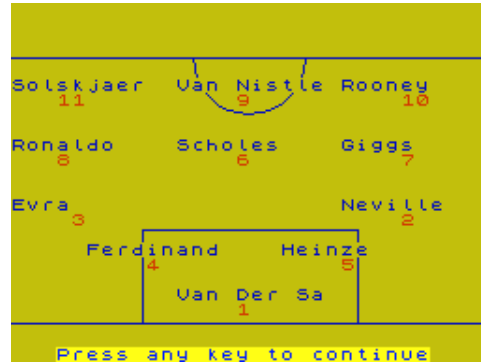 Solskjaer Van Nistle Rooney
11 9 10
Ronaldo Scholes Giggs
8 6 7
Evra Neville
3 2
Ferdinand Heinze
4 5
Van Der Sa
1
Press any key to continue